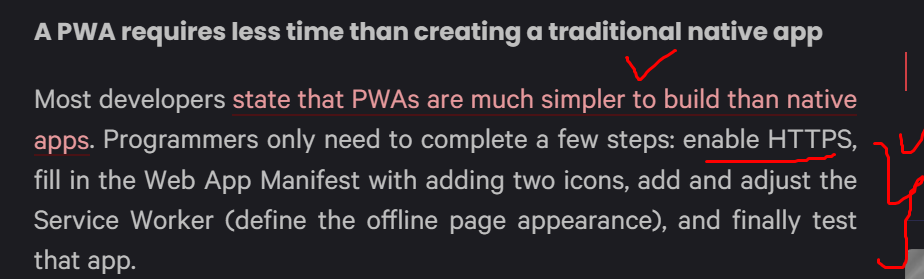 A PWA requires less time than creating a traditional native app
Most developers state that PWAs are much simpler to build than native
apps. Programmers only need to complete a few steps: enable HTTPS,
fill in the Web App Manifest with adding two icons, add and adjust the
Service Worker (define the offline page appearance), and finally test
that app.